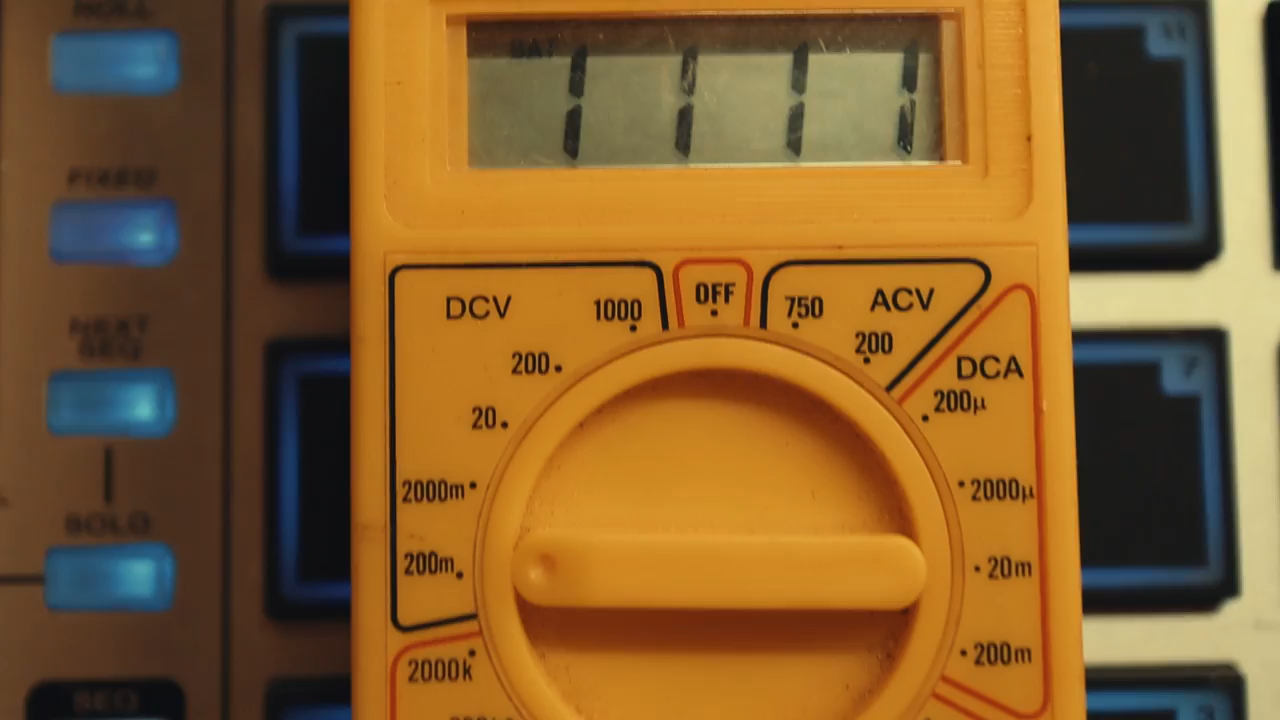 ROLL
BAT
1111
FIXED
DCV
1000
OFF
750
ACV
200
200
DCA
200µ
20
NEXT
SEQ
2000m
2000µ
SOLO
200m
20m
2000k
200m
SEQ